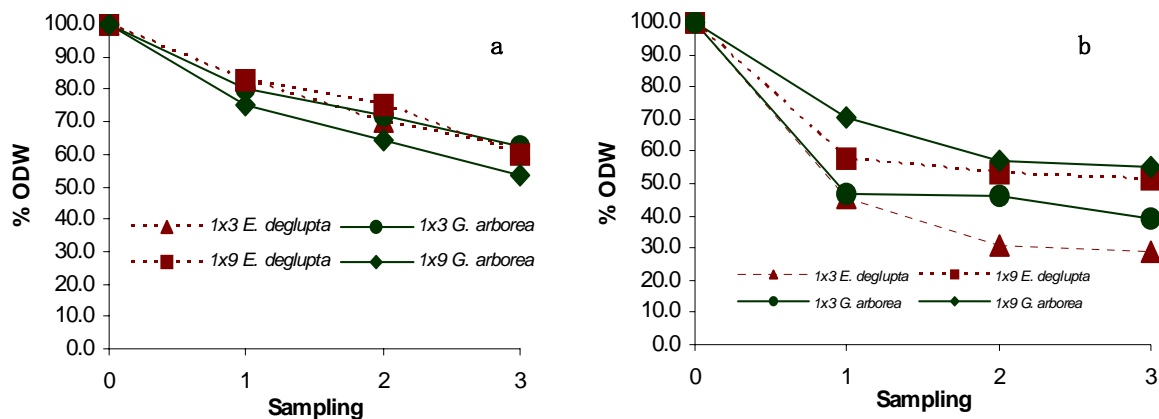 a
% ODW
100.0
90.0
80.0
70.0
60.0
50.0
40.0
30.0
20.0
10.0
0.0
1x3 E. deglupta
1x3 G. arborea
1x9 E. deglupta
1x9 G. arborea
0 1 2 3
Sampling
b
% ODW
100.0
90.0
80.0
70.0
60.0
50.0
40.0
30.0
20.0
10.0
0.0
1x3 E. deglupta
1x9 E. deglupta
1x3 G. arborea
1x9 G. arborea
0 1 2 3
Sampling